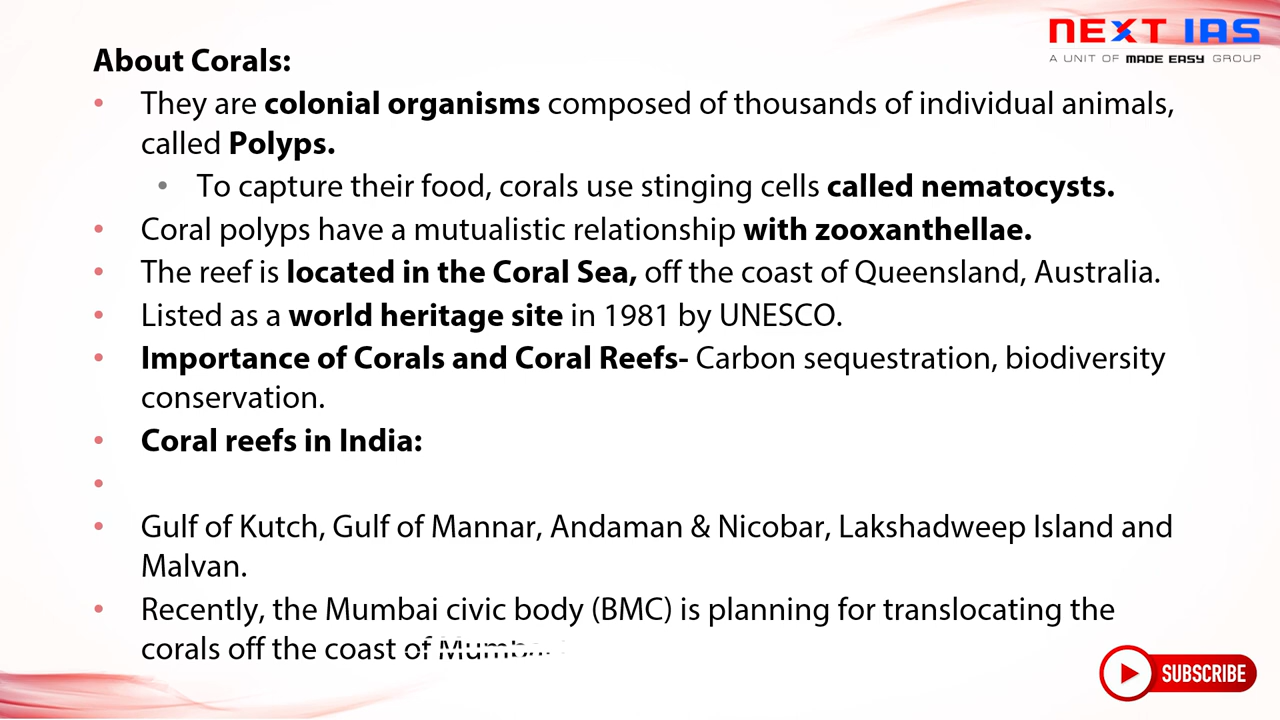 NEXT IAS
A UNIT OF MADE EASY GROUP
About Corals:
• They are colonial organisms composed of thousands of individual animals,
called Polyps.
• To capture their food, corals use stinging cells called nematocysts.
• Coral polyps have a mutualistic relationship with zooxanthellae.
• The reef is located in the Coral Sea, off the coast of Queensland, Australia.
• Listed as a world heritage site in 1981 by UNESCO.
• Importance of Corals and Coral Reefs- Carbon sequestration, biodiversity
conservation.
• Coral reefs in India:
•
• Gulf of Kutch, Gulf of Mannar, Andaman & Nicobar, Lakshadweep Island and
Malvan.
• Recently, the Mumbai civic body (BMC) is planning for translocating the
corals off the coast of
SUBSCRIBE